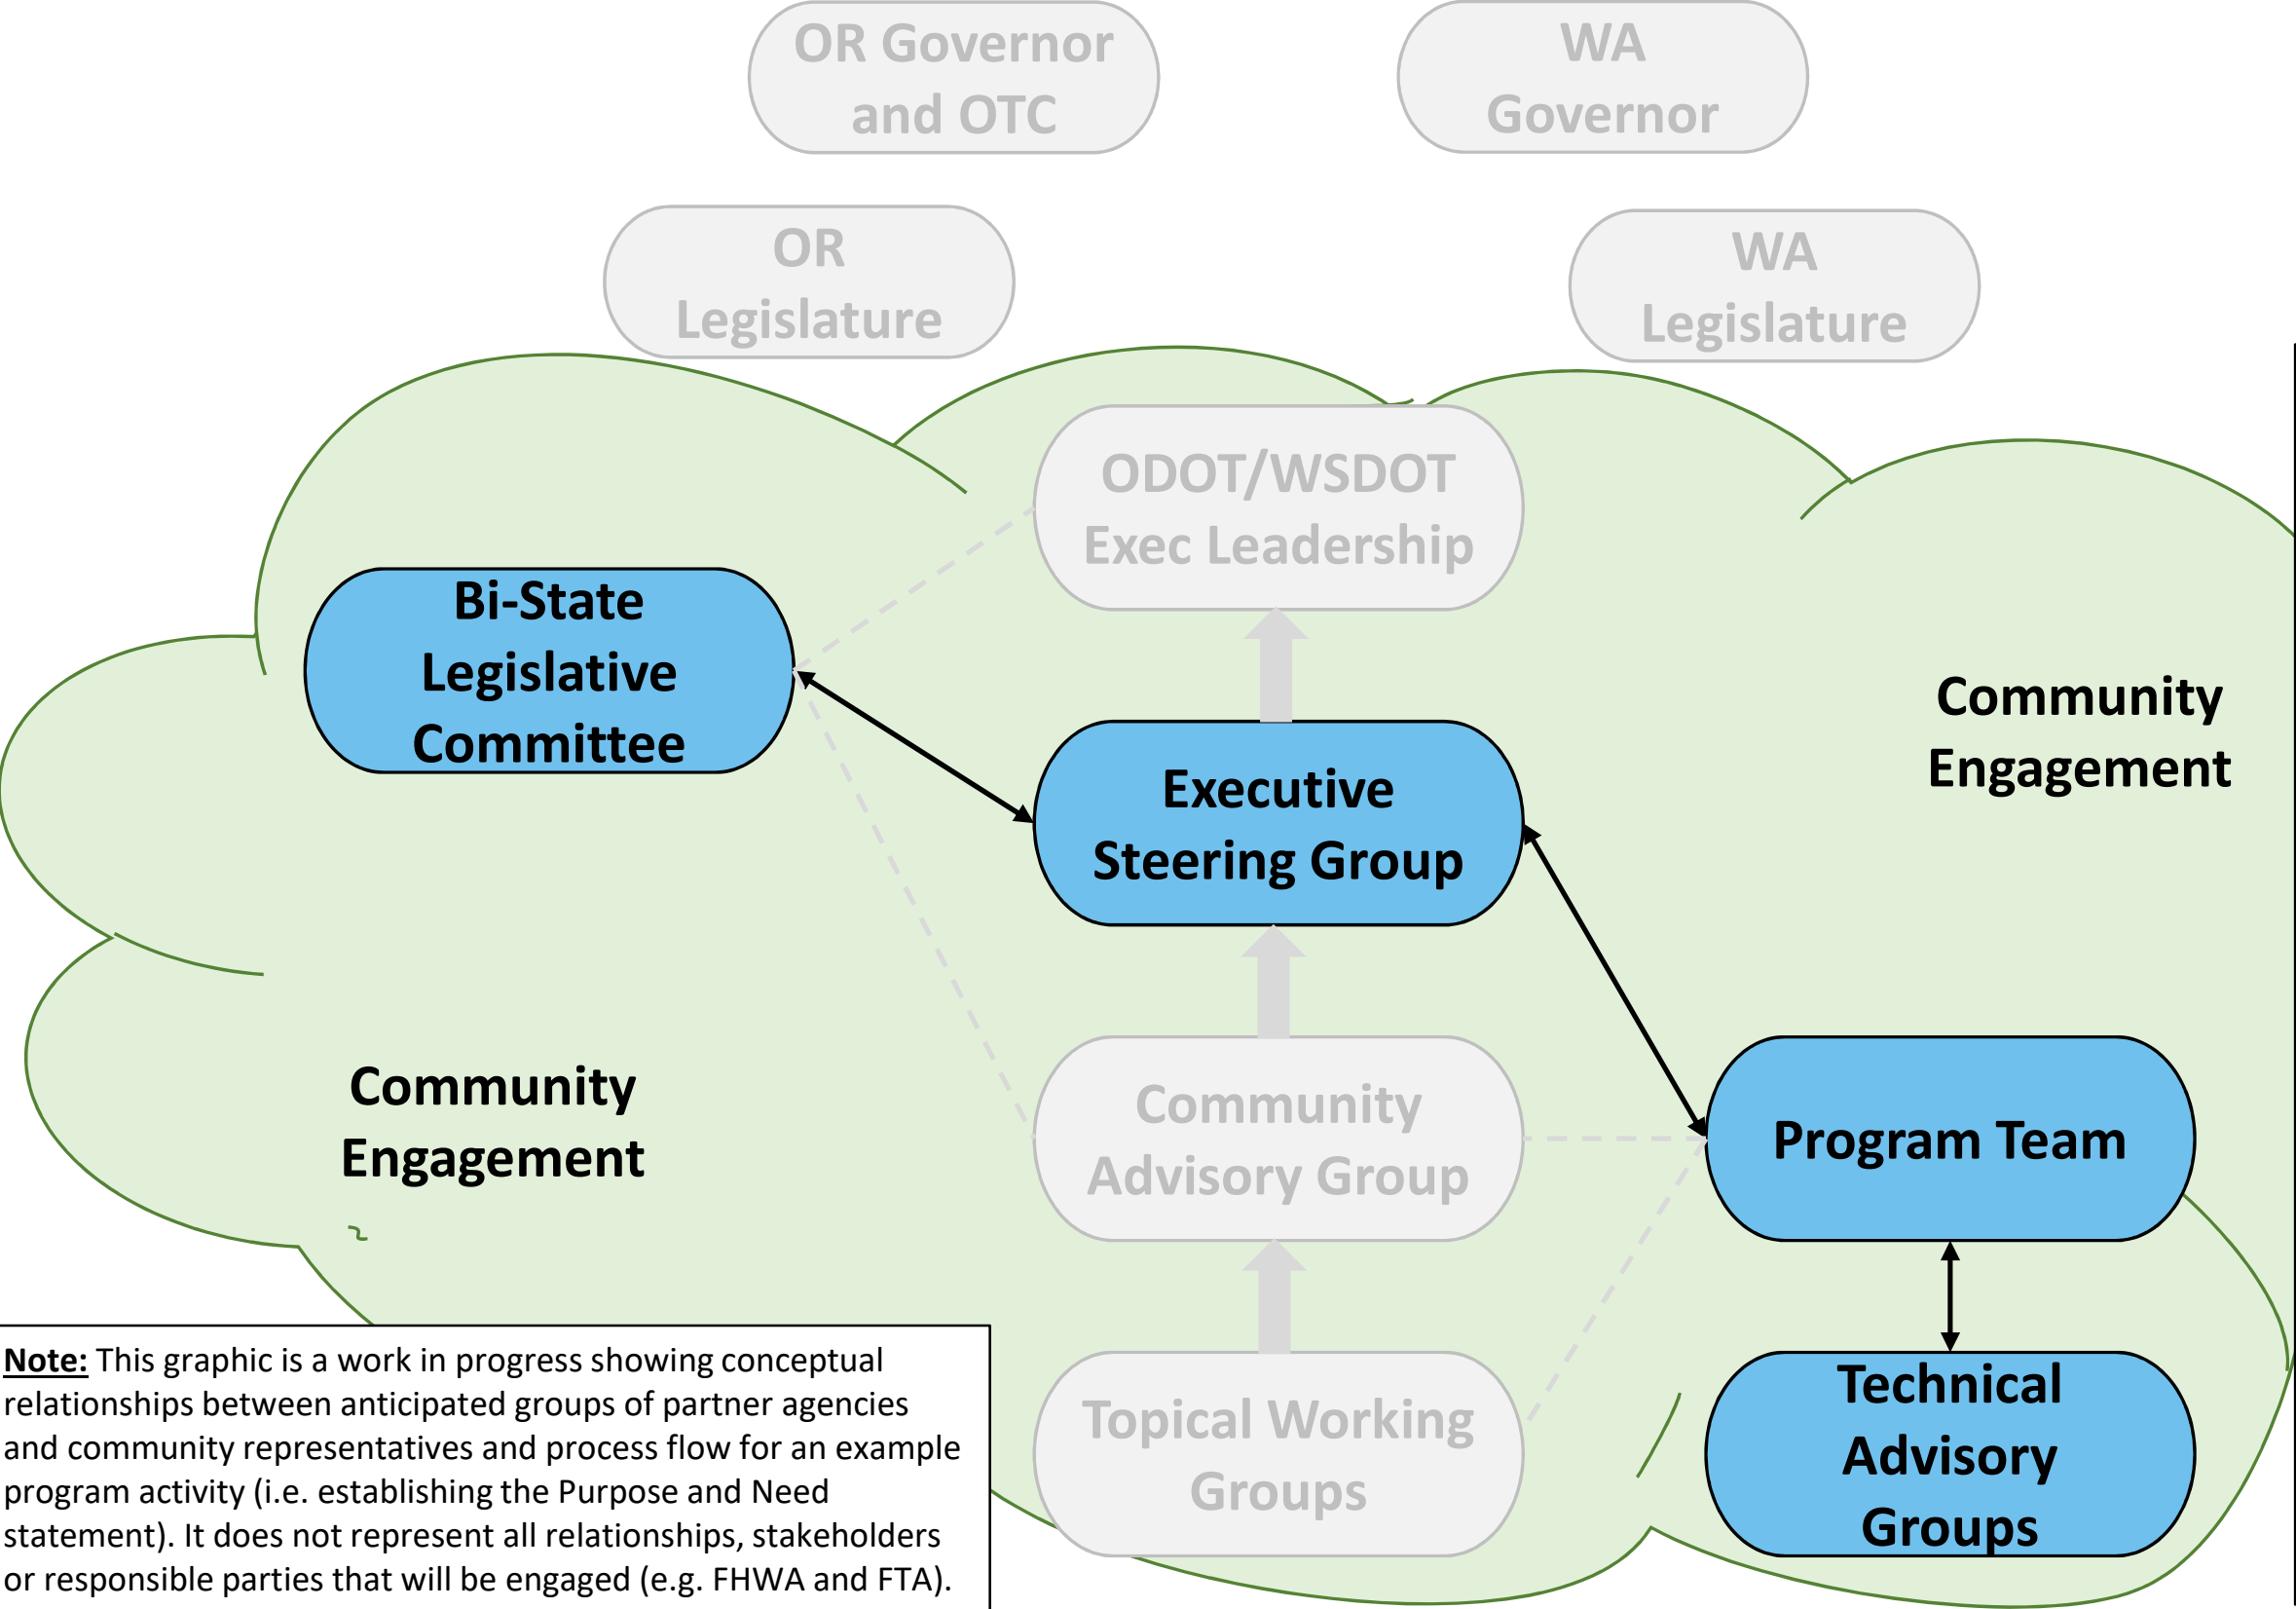 OR Governor
and OTC
WA
Governor
OR
Legislature
WA
Legislature
ODOT/WSDOT
Exec Leadership
Bi-State
Legislative
Committee
Executive
Steering Group
Community
Engagement
Community
Engagement
Community
Advisory Group
Program Team
Topical Working
Groups
Technical
Advisory
Groups
Note: This graphic is a work in progress showing conceptual
relationships between anticipated groups of partner agencies
and community representatives and process flow for an example
program activity (i.e. establishing the Purpose and Need
statement). It does not represent all relationships, stakeholders
or responsible parties that will be engaged (e.g. FHWA and FTA).